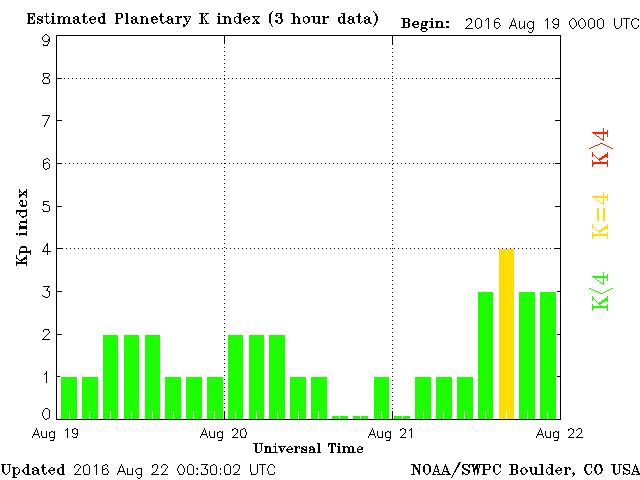 Estimated Planetary K index (3 hour data) Begin: 2016 Aug 19 0000 UTC
9
8
7
6
5
4
3
2
1
0
Kp index
K>4
K=4
K<4
Aug 19 Aug 20 Aug 21 Aug 22
Universal Time
Updated 2016 Aug 22 00:30:02 UTC NOAA/SWPC Boulder, CO USA